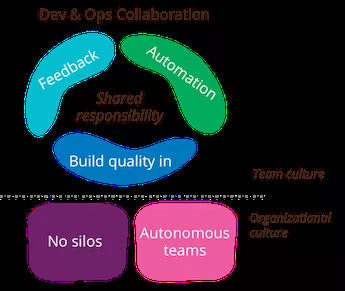 Dev & Ops Collaboration
Feedback
Automation
Shared
responsibility
Build quality in
Team culture
Organizational
culture
No silos
Autonomous
teams